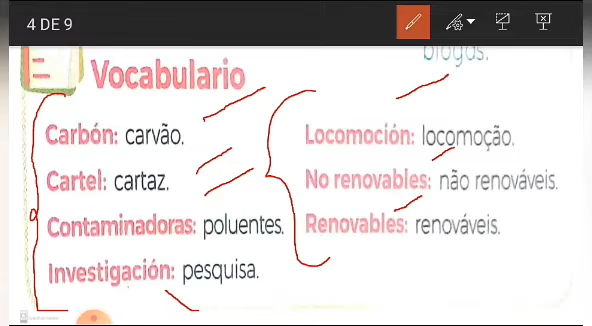 4 DE 9
biogás.
Vocabulario
Carbón: carvão.
Cartel: cartaz.
Contaminadoras: poluentes.
Investigación: pesquisa.
Locomoción: locomoção.
No renovables: não renováveis.
Renovables: renováveis.